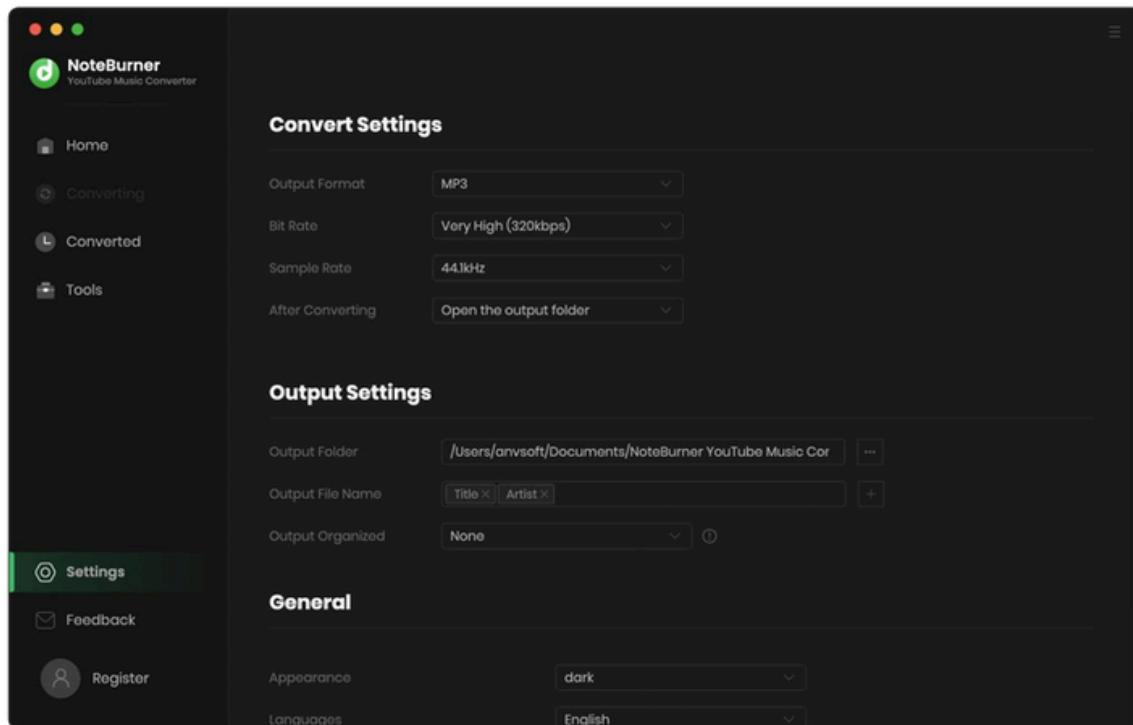 NoteBurner
YouTube Music Converter
Home
Converting
Converted
Tools
Settings
Feedback
Register
Convert Settings
Output Format MP3
Bit Rate Very High (320kbps)
Sample Rate 44.1kHz
After Converting Open the output folder
Output Settings
Output Folder /Users/anvsoft/Documents/NoteBurner YouTube Music Cor ...
Output File Name Title × Artist × +
Output Organized None
General
Appearance dark
Languages English